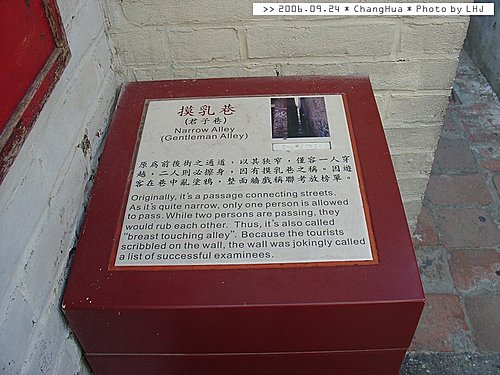 >> 2006.09.24 * ChangHua * Photo by LHJ
摸乳巷
(君子巷)
Narrow Alley
(Gentleman Alley)
原為前後街之通道，以其狹窄，僅容一人穿
越，二人則必擦身，因有摸乳巷之稱。因遊
客在巷中亂塗鴉，整面牆戲稱聯考放榜單。
Originally, it's a passage connecting streets.
As it's quite narrow, only one person is allowed
to pass. While two persons are passing, they
would rub each other. Thus, it's also called
"breast touching alley". Because the tourists
scribbled on the wall, the wall was jokingly called
a list of successful examinees.